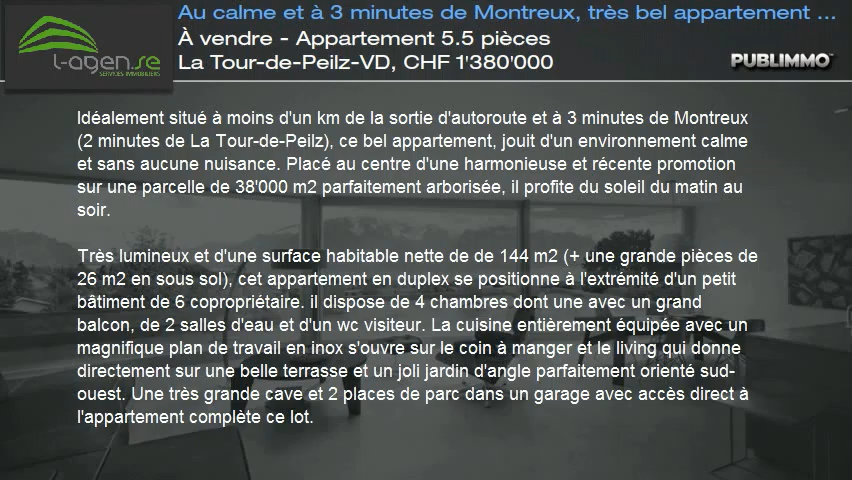 Au calme et à 3 minutes de Montreux, très bel appartement ...
À vendre - Appartement 5.5 pièces
La Tour-de-Peilz-VD, CHF 1'380'000
l-agen.se
SERVICES IMMOBILIERS
PUBLIMMO
Idéalement situé à moins d'un km de la sortie d'autoroute et à 3 minutes de Montreux
(2 minutes de La Tour-de-Peilz), ce bel appartement, jouit d'un environnement calme
et sans aucune nuisance. Placé au centre d'une harmonieuse et récente promotion
sur une parcelle de 38'000 m2 parfaitement arborisée, il profite du soleil du matin au
soir.
Très lumineux et d'une surface habitable nette de de 144 m2 (+ une grande pièces de
26 m2 en sous sol), cet appartement en duplex se positionne à l'extrémité d'un petit
bâtiment de 6 copropriétaire. il dispose de 4 chambres dont une avec un grand
balcon, de 2 salles d'eau et d'un wc visiteur. La cuisine entièrement équipée avec un
magnifique plan de travail en inox s'ouvre sur le coin à manger et le living qui donne
directement sur une belle terrasse et un joli jardin d'angle parfaitement orienté sud-
ouest. Une très grande cave et 2 places de parc dans un garage avec accès direct à
l'appartement complète ce lot.